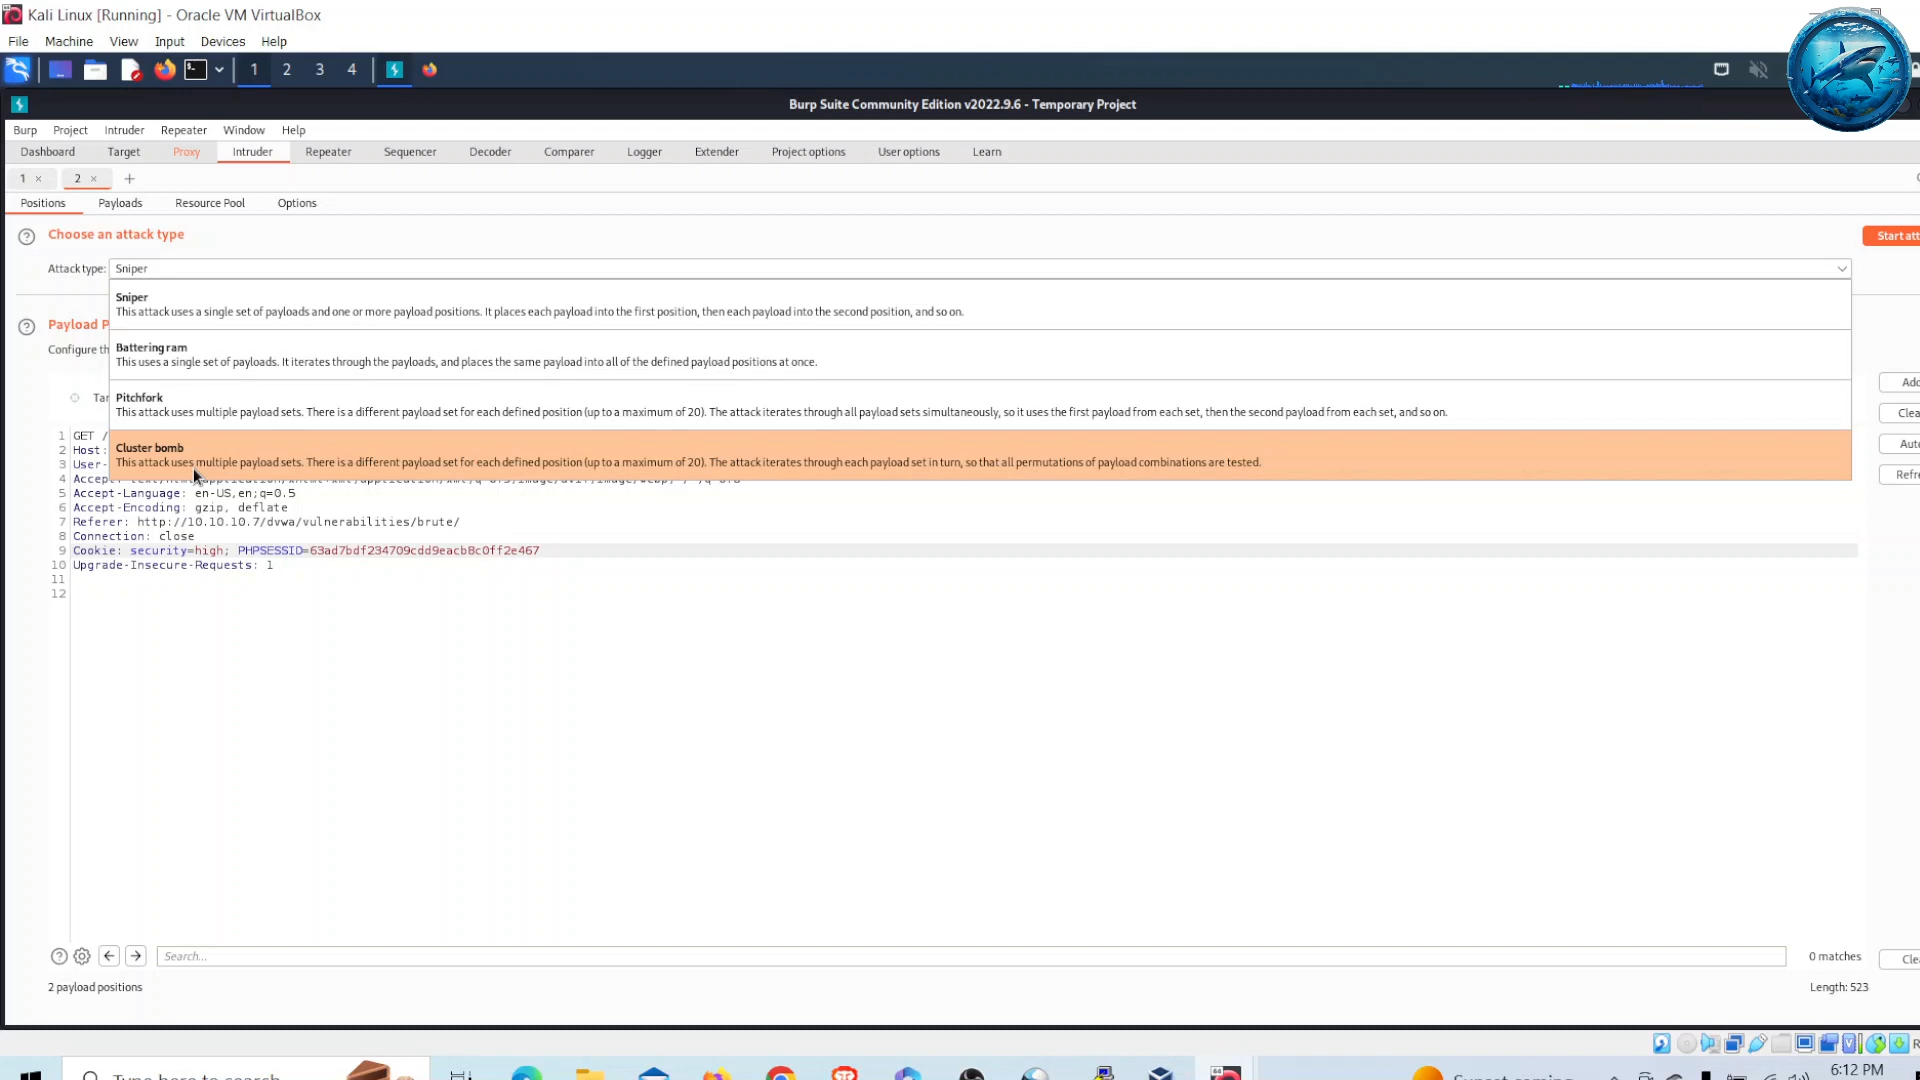 Kali Linux [Running] - Oracle VM VirtualBox
File Machine View Input Devices Help
1 2 3 4
Burp Suite Community Edition v2022.9.6 - Temporary Project
Burp Project Intruder Repeater Window Help
Dashboard Target Proxy Intruder Repeater Sequencer Decoder Comparer Logger Extender Project options User options Learn
1 × 2 × +
Positions Payloads Resource Pool Options
? Choose an attack type
Start att
Attack type: Sniper
Sniper
This attack uses a single set of payloads and one or more payload positions. It places each payload into the first position, then each payload into the second position, and so on.
? Payload P
Battering ram
Configure th
This uses a single set of payloads. It iterates through the payloads, and places the same payload into all of the defined payload positions at once.
Add
Pitchfork
Tar
This attack uses multiple payload sets. There is a different payload set for each defined position (up to a maximum of 20). The attack iterates through all payload sets simultaneously, so it uses the first payload from each set, then the second payload from each set, and so on.
Clea
1 GET /
Auto
Cluster bomb
2 Host:
This attack uses multiple payload sets. There is a different payload set for each defined position (up to a maximum of 20). The attack iterates through each payload set in turn, so that all permutations of payload combinations are tested.
3 User-
Refre
4 Accep
5 Accept-Language: en-US,en;q=0.5
6 Accept-Encoding: gzip, deflate
7 Referer: http://10.10.10.7/dvwa/vulnerabilities/brute/
8 Connection: close
9 Cookie: security=high; PHPSESSID=63ad7bdf234709cdd9eacb8c0ff2e467
10 Upgrade-Insecure-Requests: 1
11
12
? Search... 0 matches Clea
2 payload positions
Length: 523
Type here to search
6:12 PM